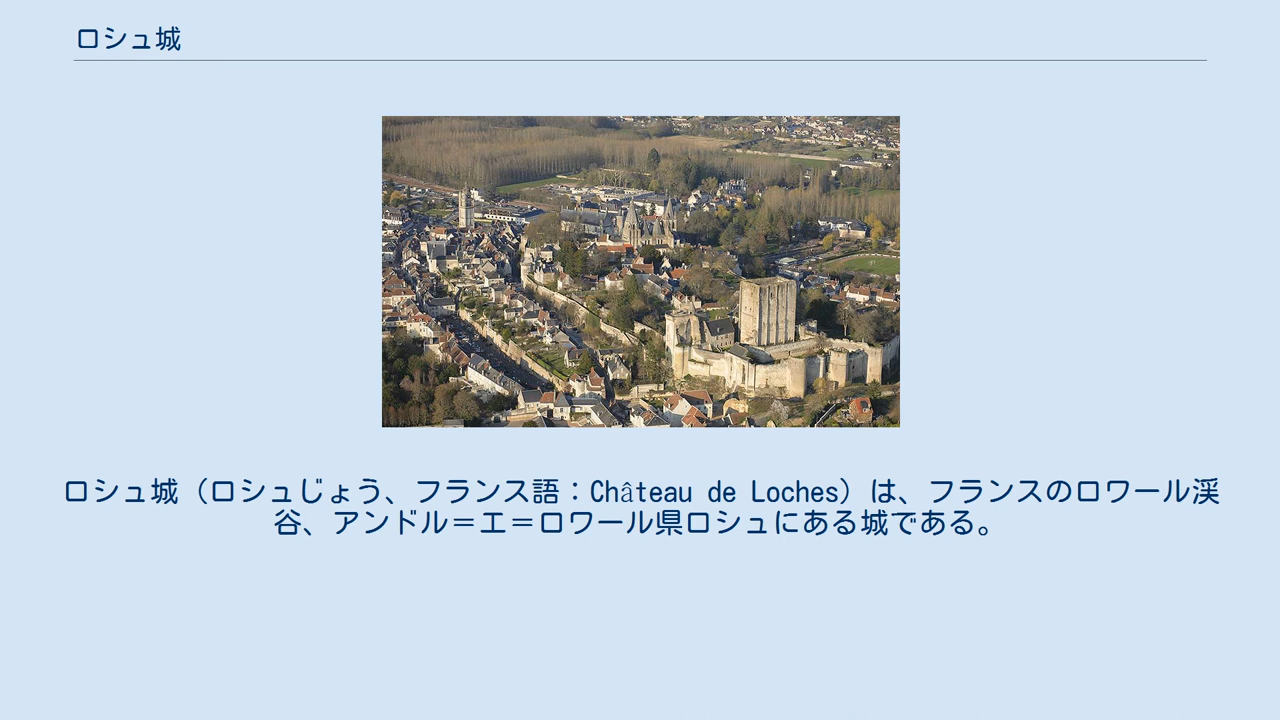 ロシュ城
ロシュ城（ロシュじょう、フランス語：Château de Loches）は、フランスのロワール渓
谷、アンドル＝エ＝ロワール県ロシュにある城である。